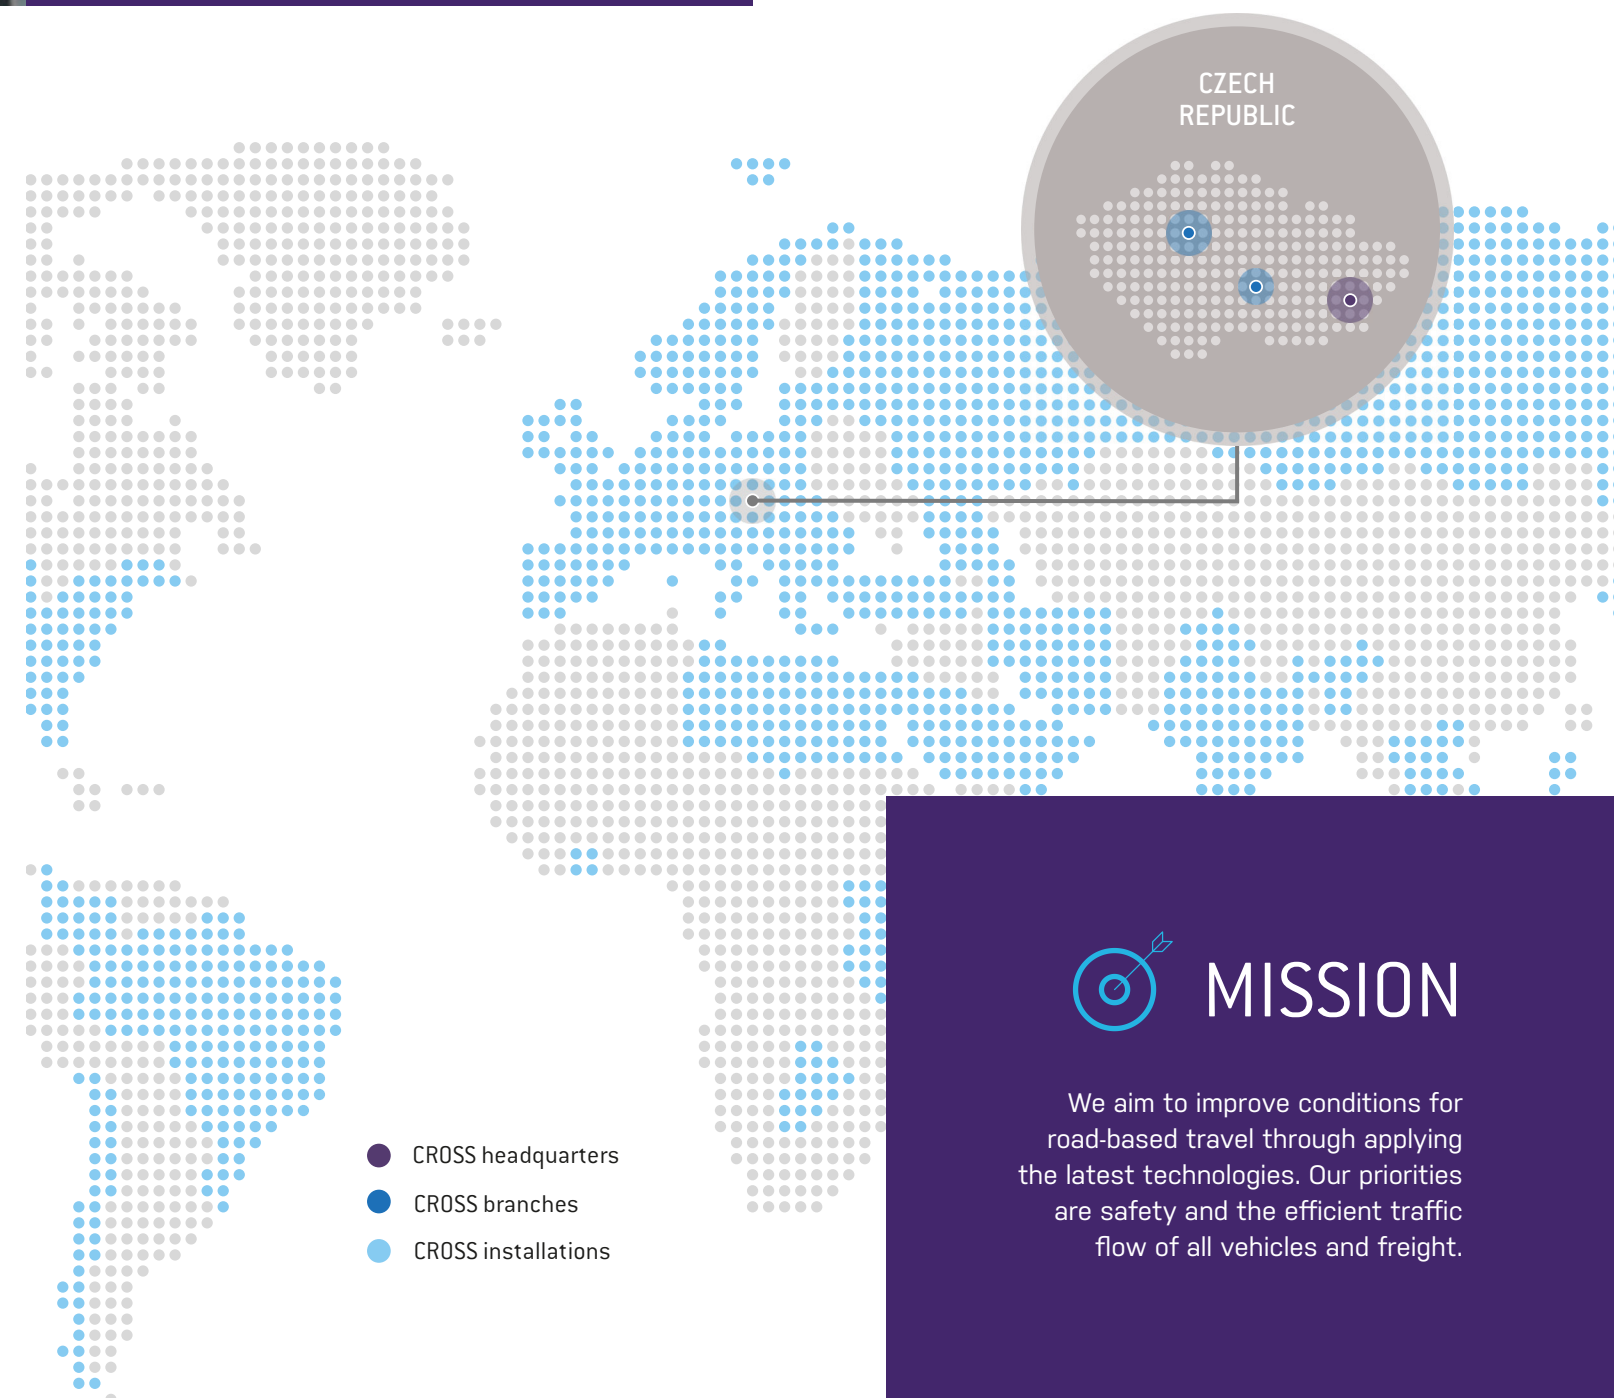 CZECH
REPUBLIC
CROSS headquarters
CROSS branches
CROSS installations
MISSION
We aim to improve conditions for
road-based travel through applying
the latest technologies. Our priorities
are safety and the efficient traffic
flow of all vehicles and freight.